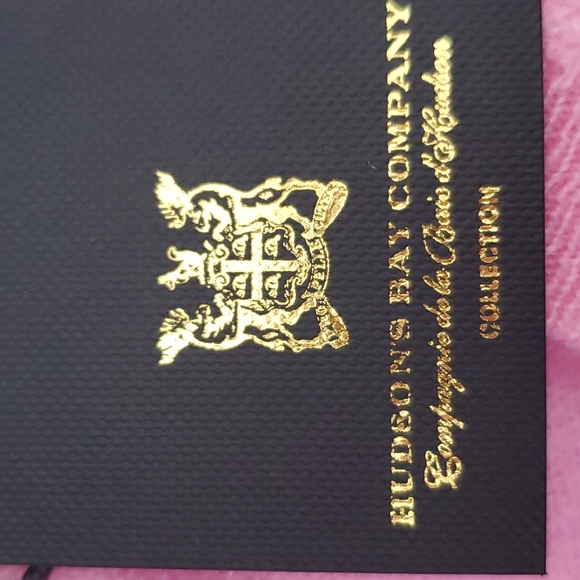 HUDSON'S BAY COMPANY
Compagnie de la Baie d'Hudson
COLLECTION